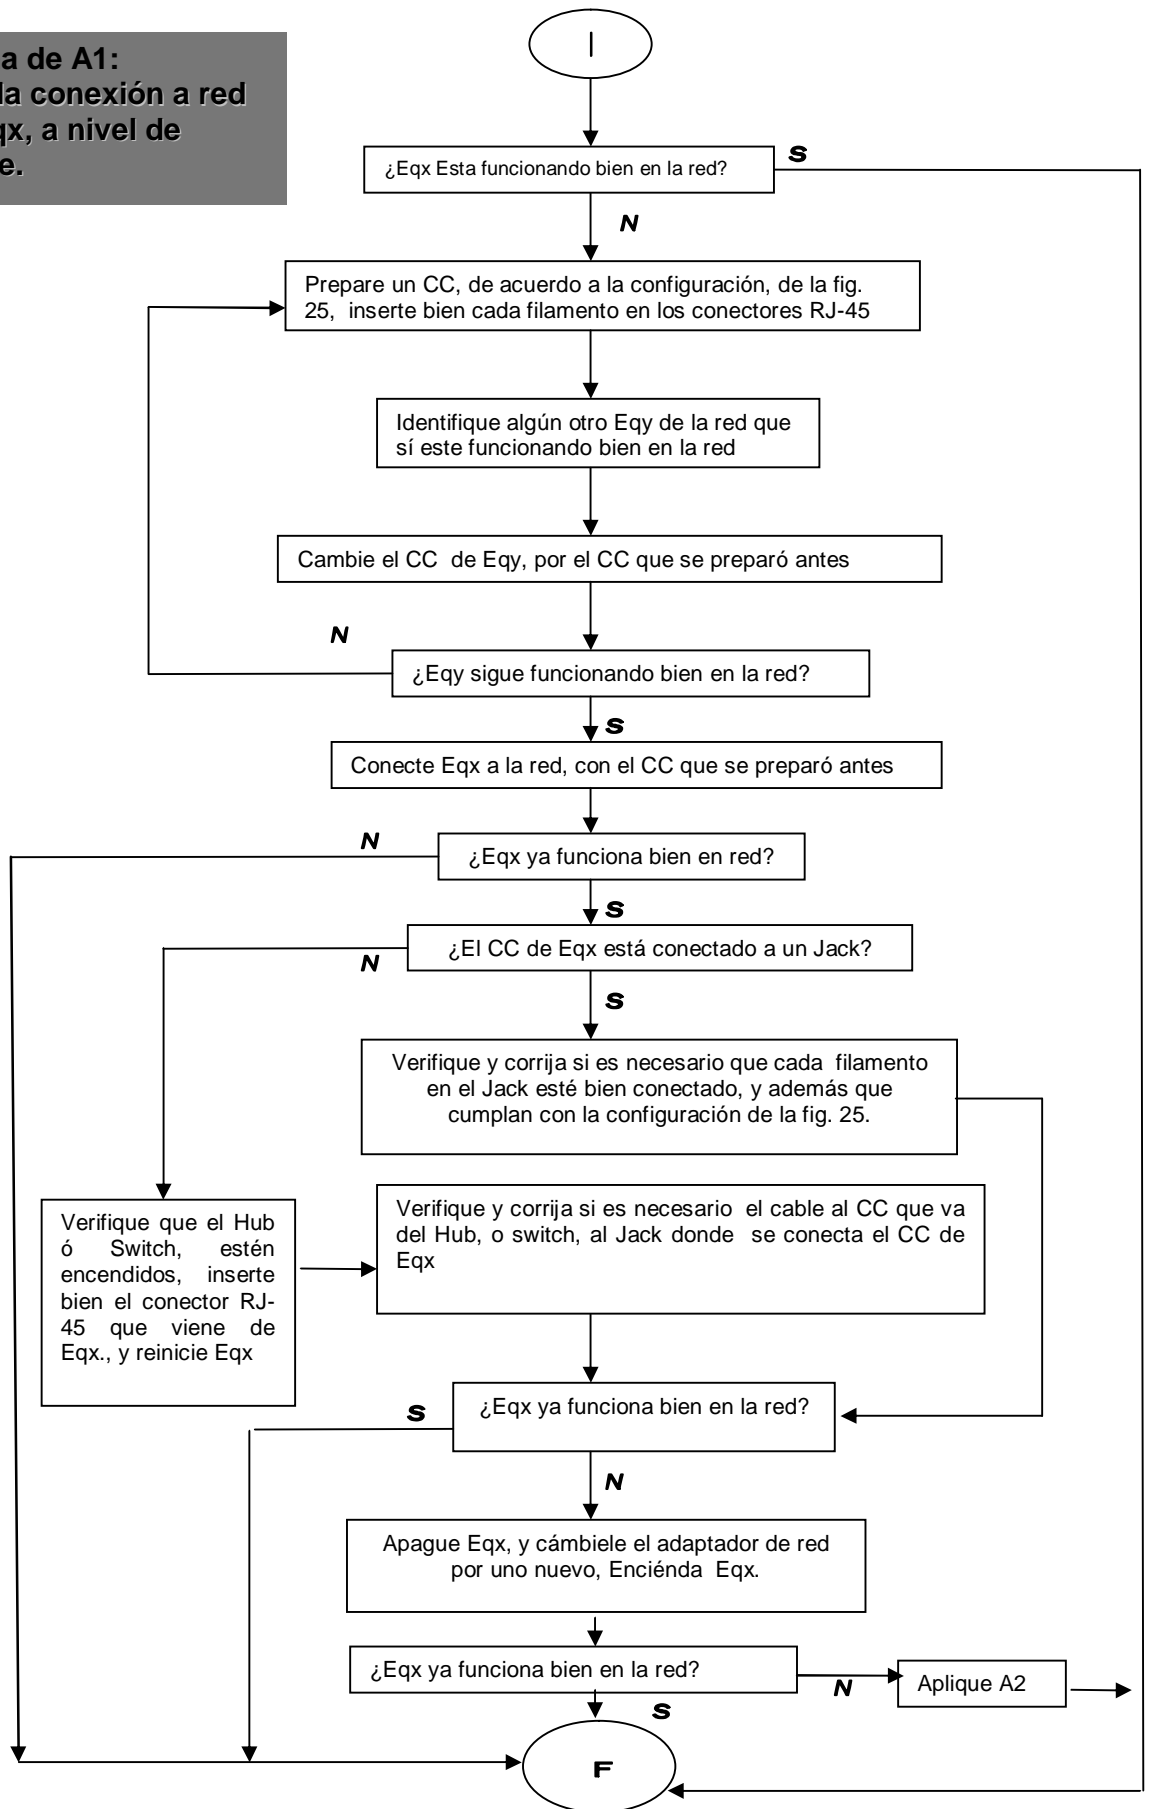 I
a de A1:
la conexión a red
qx, a nivel de
e.
¿Eqx Esta funcionando bien en la red?
S
N
Prepare un CC, de acuerdo a la configuración, de la fig.
25, inserte bien cada filamento en los conectores RJ-45
Identifique algún otro Eqy de la red que
sí este funcionando bien en la red
Cambie el CC de Eqy, por el CC que se preparó antes
N
¿Eqy sigue funcionando bien en la red?
S
Conecte Eqx a la red, con el CC que se preparó antes
N
¿Eqx ya funciona bien en red?
S
¿El CC de Eqx está conectado a un Jack?
N
S
Verifique y corrija si es necesario que cada filamento
en el Jack esté bien conectado, y además que
cumplan con la configuración de la fig. 25.
Verifique que el Hub
ó Switch, estén
encendidos, inserte
bien el conector RJ-
45 que viene de
Eqx., y reinicie Eqx
Verifique y corrija si es necesario el cable al CC que va
del Hub, o switch, al Jack donde se conecta el CC de
Eqx
¿Eqx ya funciona bien en la red?
S
N
Apague Eqx, y cámbiele el adaptador de red
por uno nuevo, Enciénda Eqx.
¿Eqx ya funciona bien en la red?
N
Aplique A2
S
F